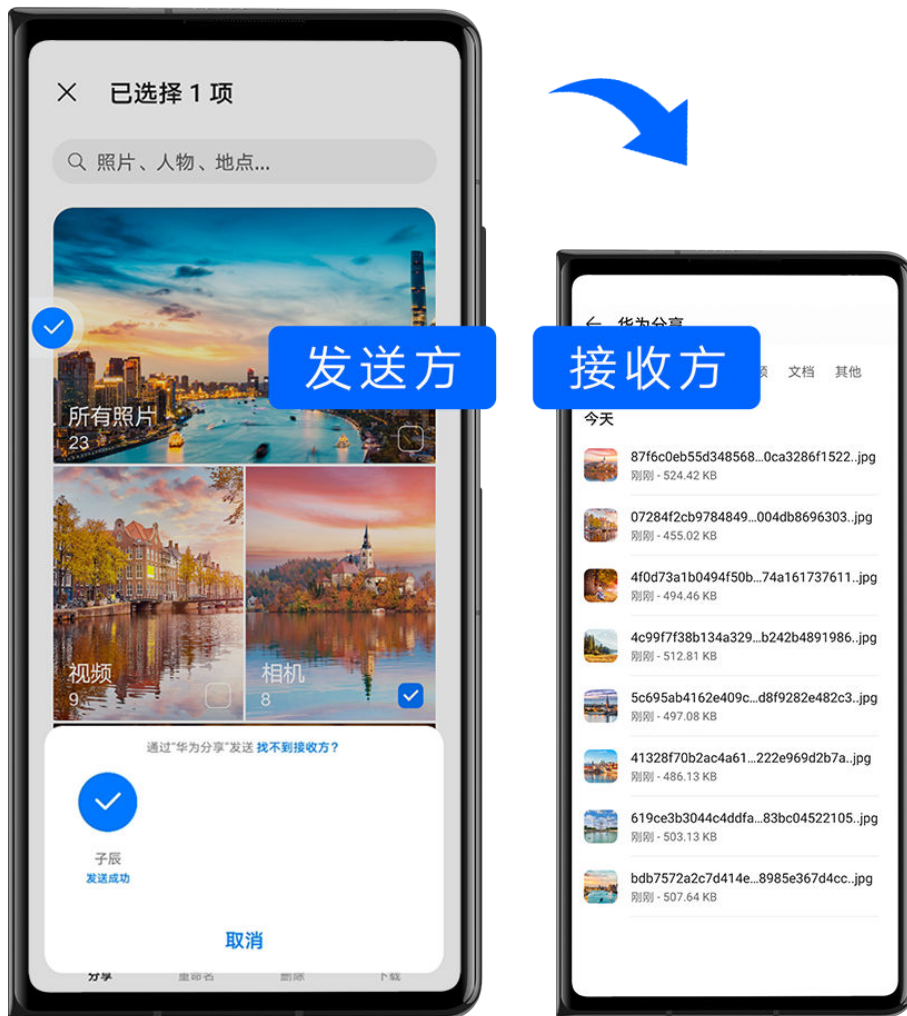 已选择 1 项
照片、人物、地点...
所有照片
23
视频
9
相机
8
通过“华为分享”发送 找不到接收方？
子辰
发送成功
取消
分享 重命名 删除 下载
发送方
接收方
华为分享
文档 其他
今天
87f6c0eb55d348568...0ca3286f1522..jpg
刚刚 - 524.42 KB
07284f2cb9784849...004db8696303..jpg
刚刚 - 455.02 KB
4f0d73a1b0494f50b...74a161737611..jpg
刚刚 - 494.46 KB
4c99f7f38b134a329...b242b4891986..jpg
刚刚 - 512.81 KB
5c695ab4162e409c...d8f9282e482c3..jpg
刚刚 - 497.08 KB
41328f70b2ac4a61...222e969d2b7a..jpg
刚刚 - 486.13 KB
619ce3b3044c4ddfa...83bc04522105..jpg
刚刚 - 503.13 KB
bdb7572a2c7d414e...8985e367d4cc..jpg
刚刚 - 507.64 KB